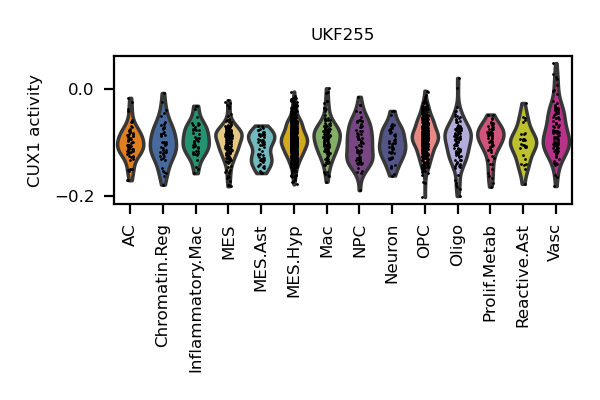 UKF255
CUX1 activity
0.0
−0.2
AC
Chromatin.Reg
Inflammatory.Mac
MES
MES.Ast
MES.Hyp
Mac
NPC
Neuron
OPC
Oligo
Prolif.Metab
Reactive.Ast
Vasc